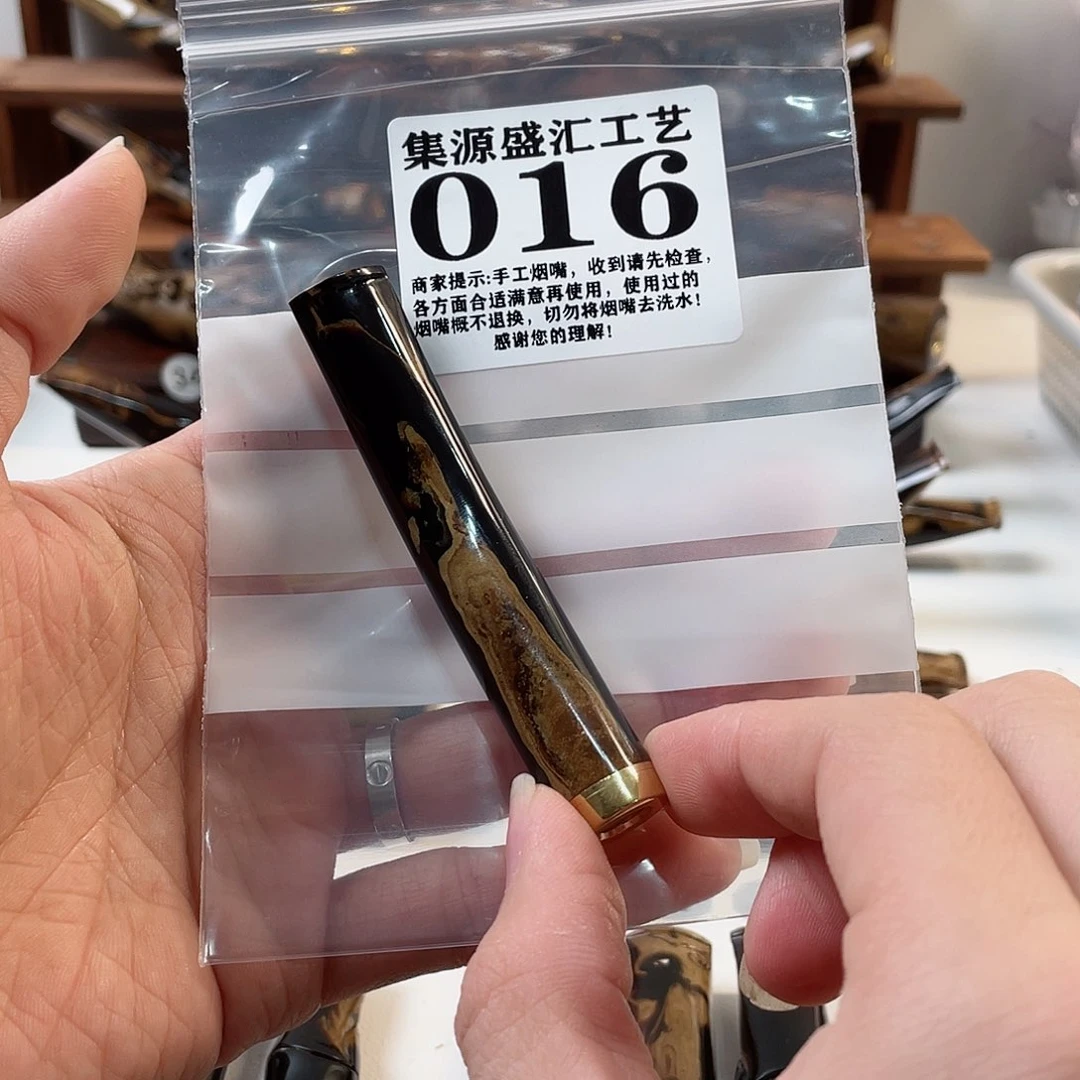 集源盛汇工艺
016
商家提示:手工烟嘴，收到请先检查，
各方面合适满意再使用，使用过的
烟嘴概不退换，切勿将烟嘴去洗水！
感谢您的理解！